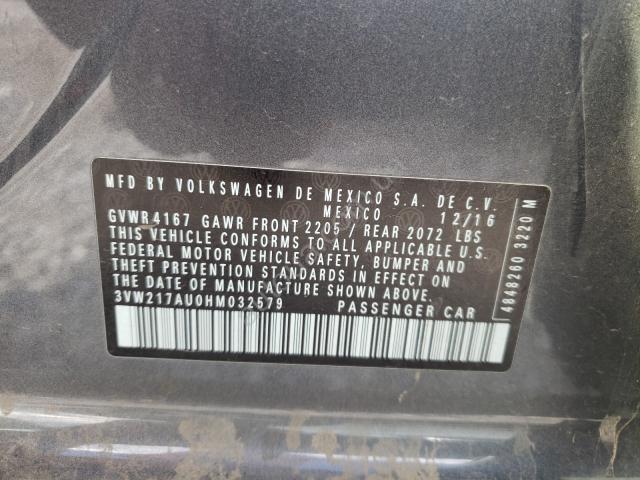 MFD BY VOLKSWAGEN DE MEXICO S.A. DE C.V.
MEXICO 12/16
GVWR4167 GAWR FRONT 2205 / REAR 2072 LBS
THIS VEHICLE CONFORMS TO ALL APPLICABLE U.S.
FEDERAL MOTOR VEHICLE SAFETY, BUMPER AND
THEFT PREVENTION STANDARDS IN EFFECT ON
THE DATE OF MANUFACTURE SHOWN ABOVE.
3VW217AU0HM032579 PASSENGER CAR
4848260 3220 M